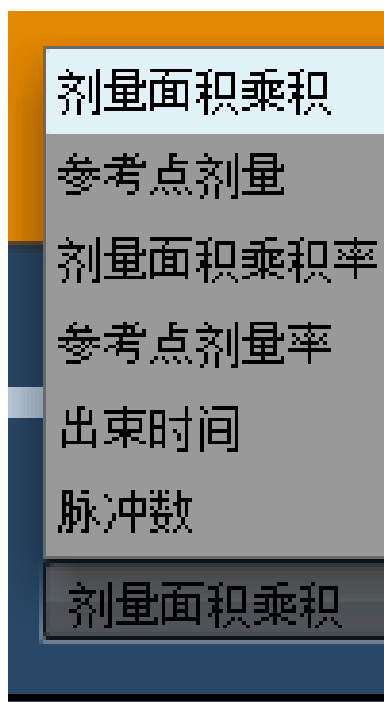 剂量面积乘积
参考点剂量
剂量面积乘积率
参考点剂量率
出束时间
脉冲数
剂量面积乘积